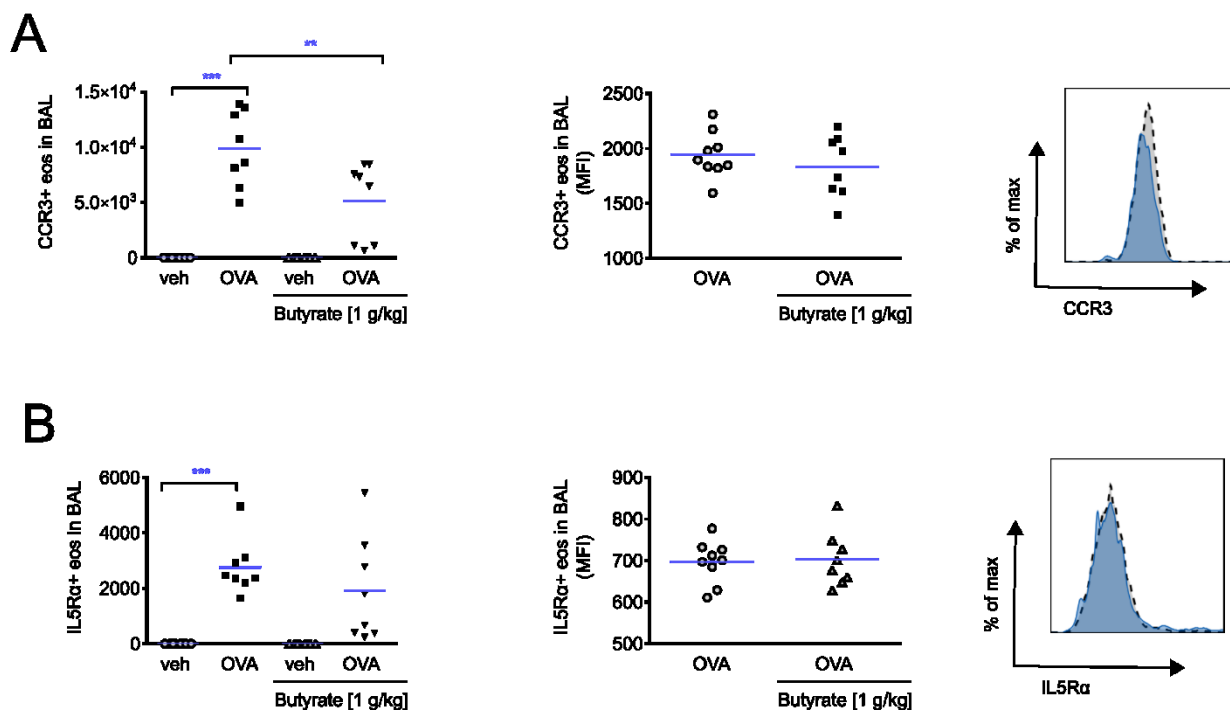 A
***
**
CCR3+ eos in BAL
1.5×10⁴
1.0×10⁴
5.0×10³
0
veh OVA veh OVA
Butyrate [1 g/kg]
CCR3+ eos in BAL
(MFI)
2500
2000
1500
1000
OVA OVA
Butyrate [1 g/kg]
% of max
CCR3
B
***
IL5Rα+ eos in BAL
6000
4000
2000
0
veh OVA veh OVA
Butyrate [1 g/kg]
IL5Rα+ eos in BAL
(MFI)
900
800
700
600
500
OVA OVA
Butyrate [1 g/kg]
% of max
IL5Rα